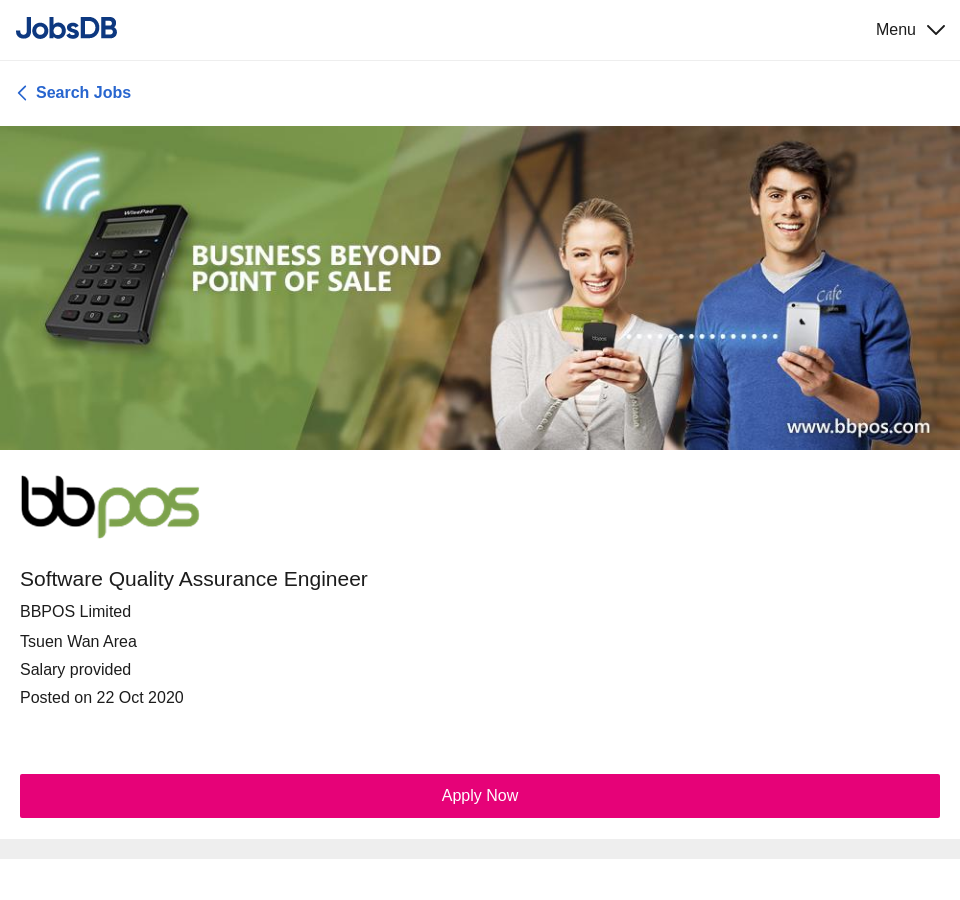 JobsDB
Menu
Search Jobs
WisePad
BUSINESS BEYOND
POINT OF SALE
Cafe
bbpos
www.bbpos.com
bbpos
Software Quality Assurance Engineer
BBPOS Limited
Tsuen Wan Area
Salary provided
Posted on 22 Oct 2020
Apply Now